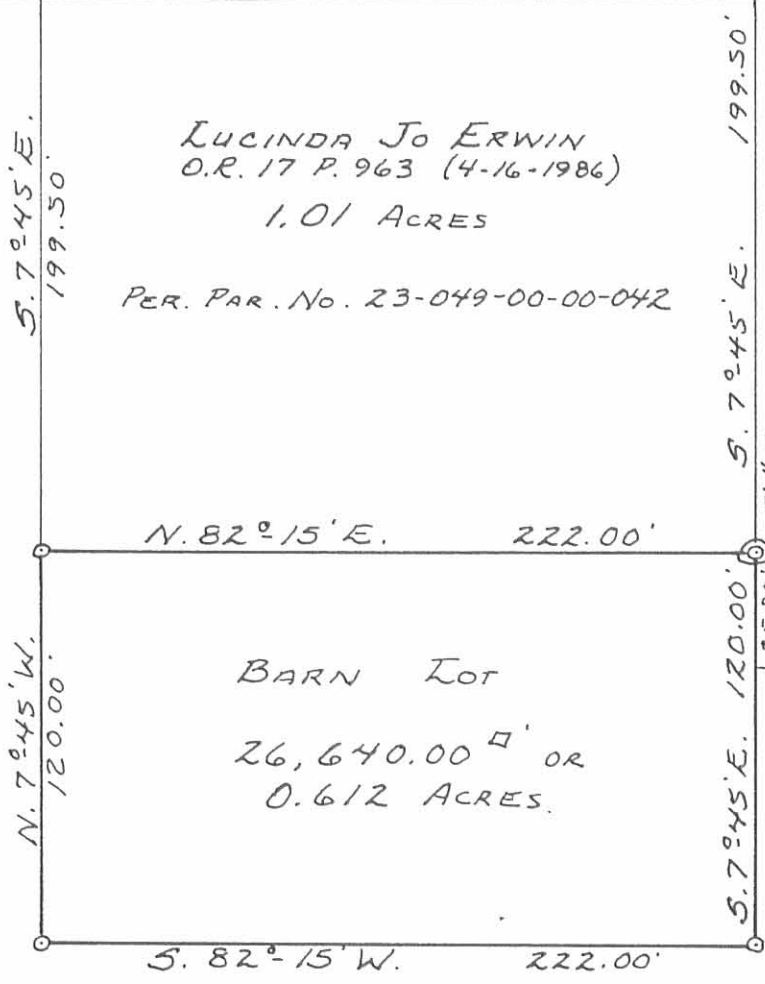 S. 7°-45' E.
199.50'
LUCINDA JO ERWIN
O.R. 17 P. 963 (4-16-1986)
1.01 ACRES
PER. PAR. No. 23-049-00-00-042
S. 7°-45' E. 199.50'
N. 82°-15' E. 222.00'
N. 7°-45' W.
120.00'
BARN LOT
26,640.00 □' OR
0.612 ACRES.
S. 7°-45' E. 120.00'
S. 82°-15' W. 222.00'